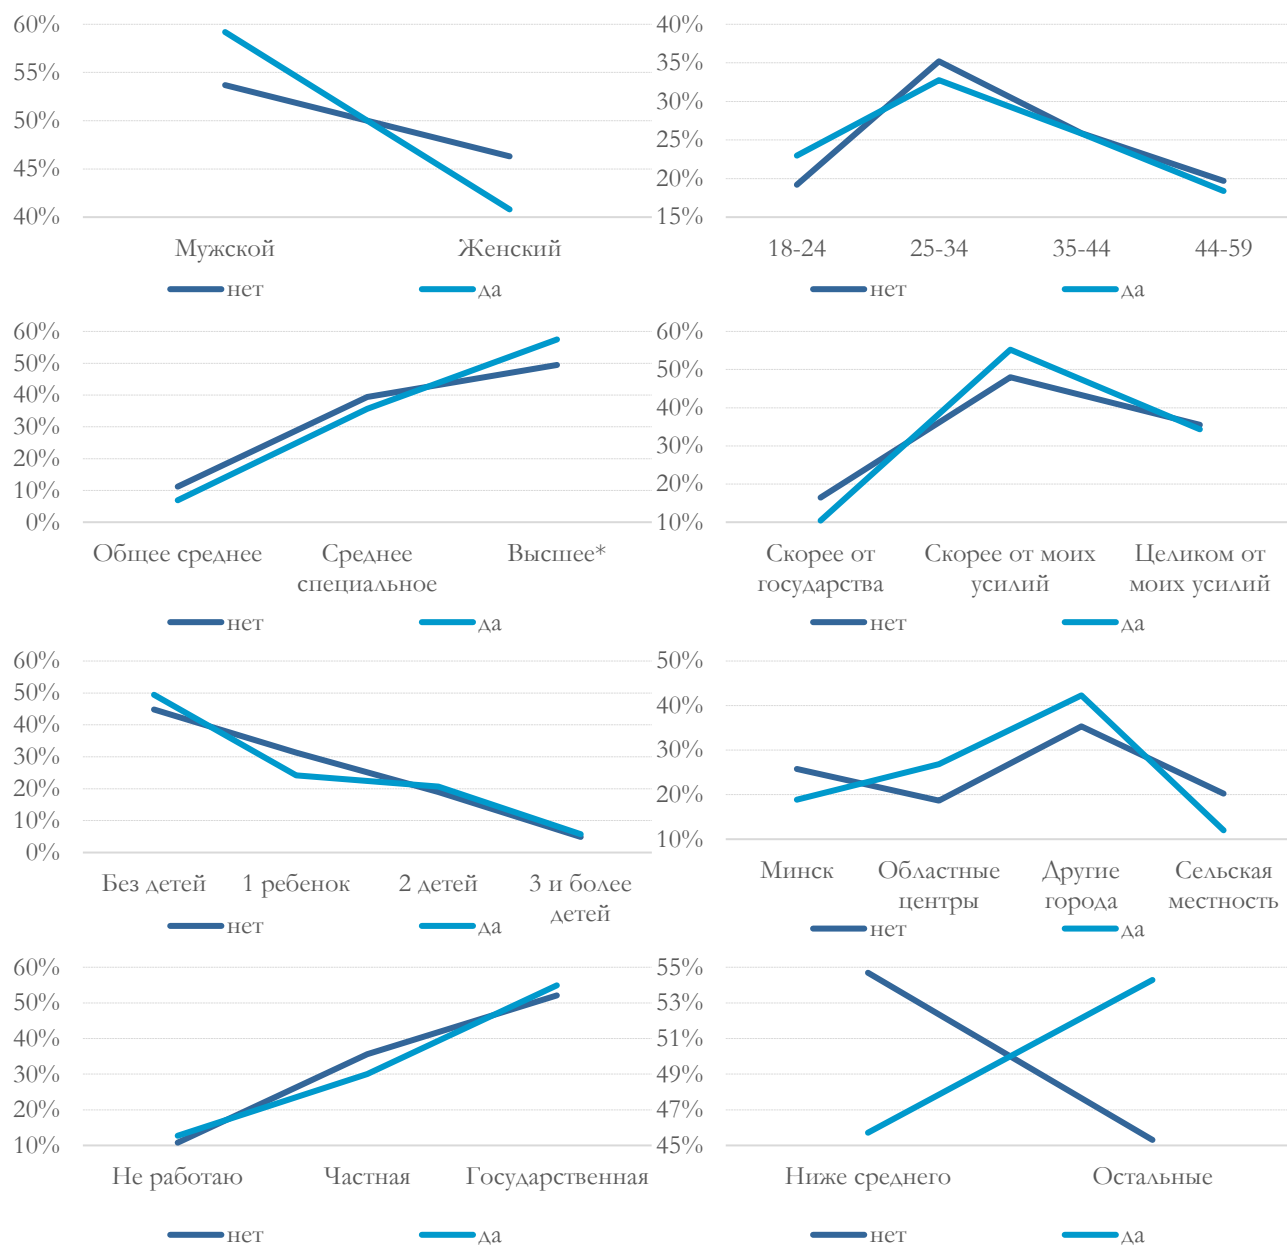 60%
55%
50%
45%
40%
Мужской Женский
нет да
40%
35%
30%
25%
20%
15%
18-24 25-34 35-44 44-59
нет да
60%
50%
40%
30%
20%
10%
0%
Общее среднее Среднее Высшее*
специальное
нет да
60%
50%
40%
30%
20%
10%
Скорее от Скорее от моих Целиком от
государства усилий моих усилий
нет да
60%
50%
40%
30%
20%
10%
0%
Без детей 1 ребенок 2 детей 3 и более
детей
нет да
50%
40%
30%
20%
10%
Минск Областные Другие Сельская
центры города местность
нет да
60%
50%
40%
30%
20%
10%
Не работаю Частная Государственная
нет да
55%
53%
51%
49%
47%
45%
Ниже среднего Остальные
нет да